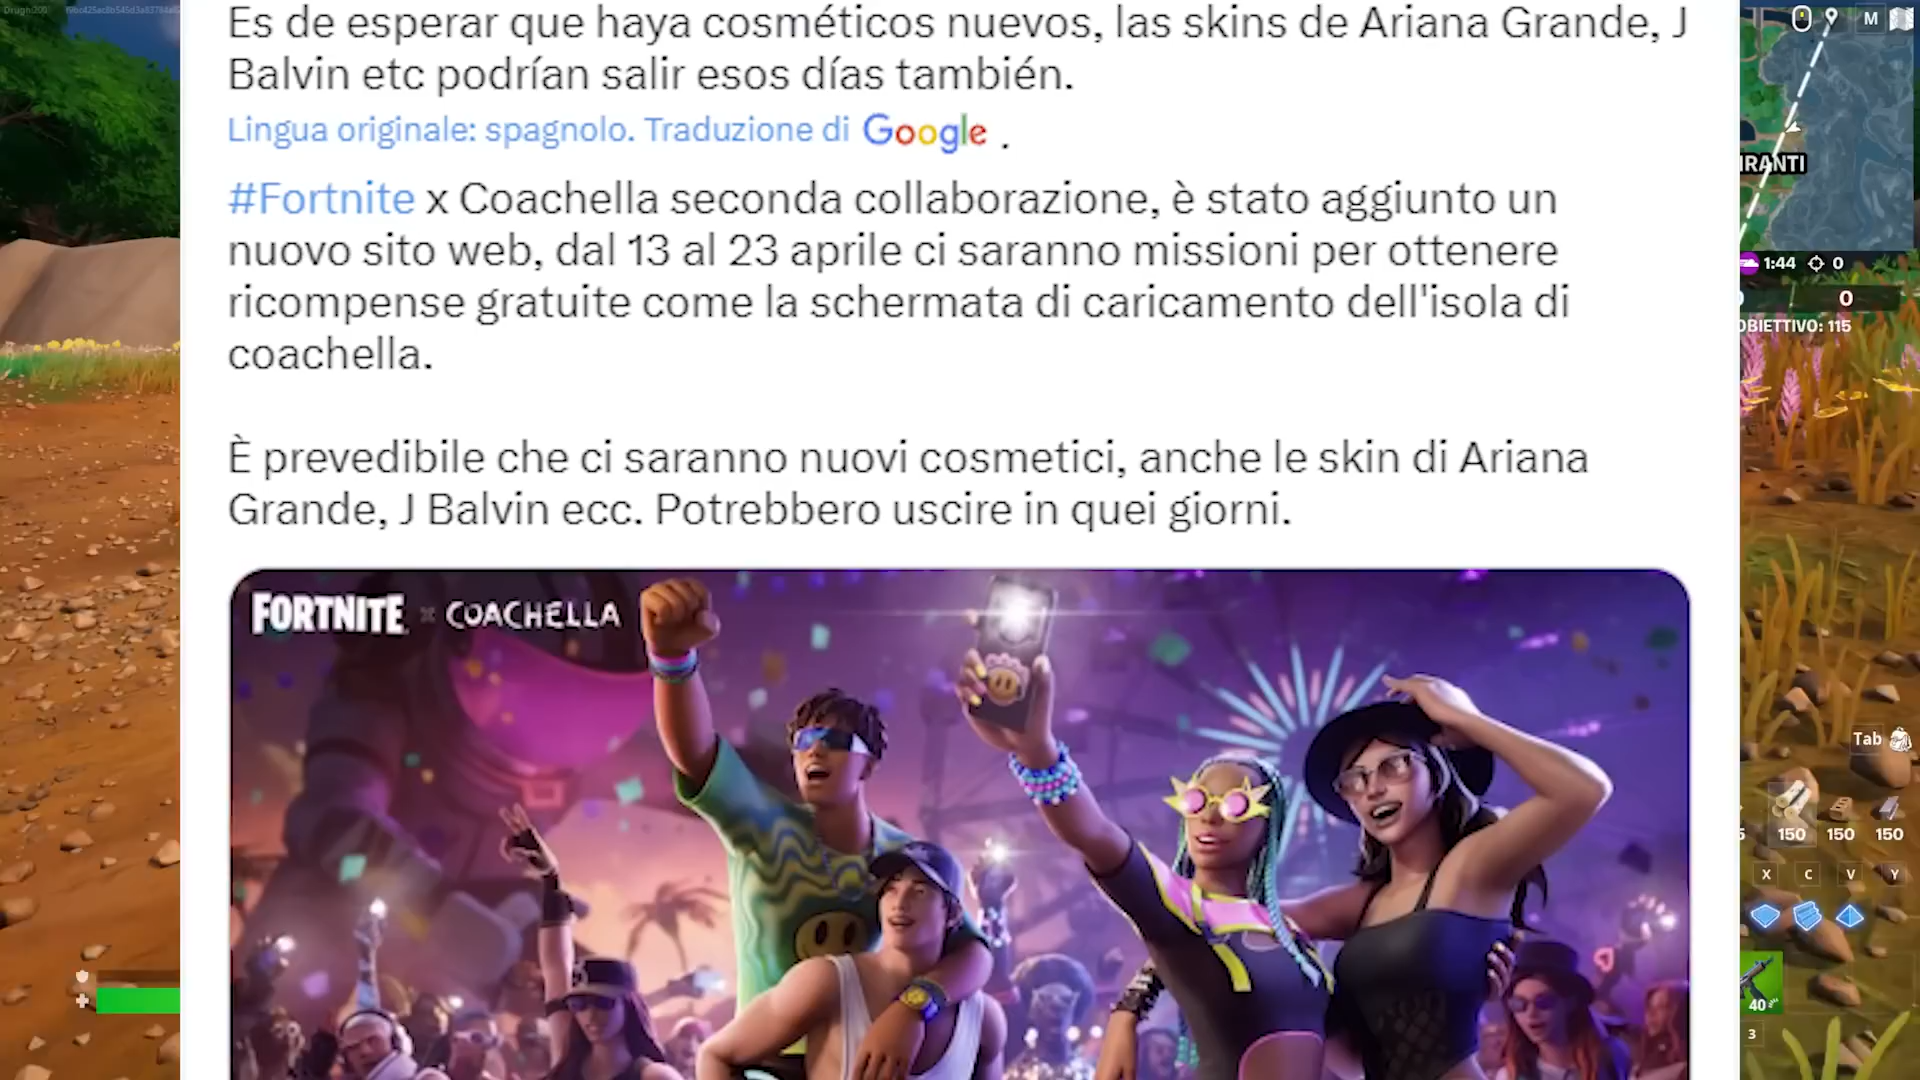 Es de esperar que haya cosméticos nuevos, las skins de Ariana Grande, J
Balvin etc podrían salir esos días también.
Lingua originale: spagnolo. Traduzione di Google .
#Fortnite x Coachella seconda collaborazione, è stato aggiunto un
nuovo sito web, dal 13 al 23 aprile ci saranno missioni per ottenere
ricompense gratuite come la schermata di caricamento dell'isola di
coachella.
È prevedibile che ci saranno nuovi cosmetici, anche le skin di Ariana
Grande, J Balvin ecc. Potrebbero uscire in quei giorni.
FORTNITE x COACHELLA
M
IRANTI
1:44 0
0
OBIETTIVO: 115
Tab
150 150 150
X C V Y
40
3